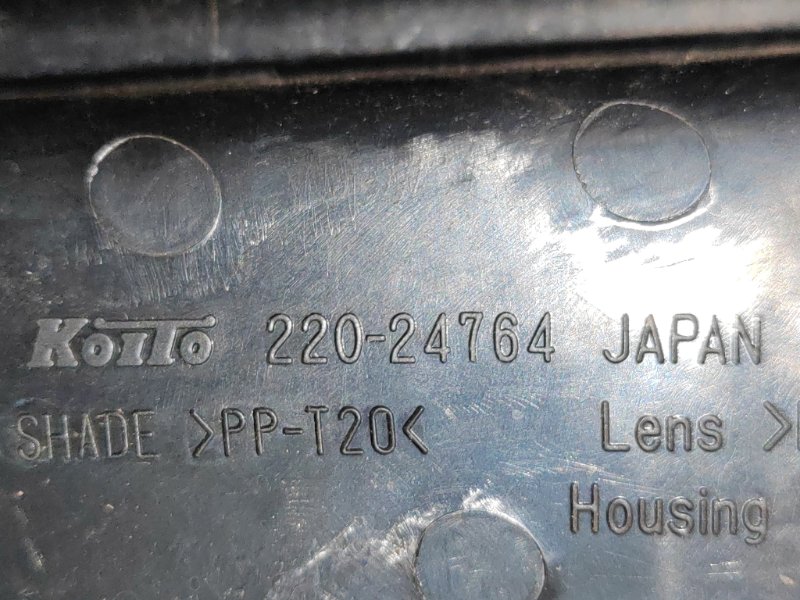 KoiTo 220-24764 JAPAN
SHADE >PP-T20< Lens >
Housing